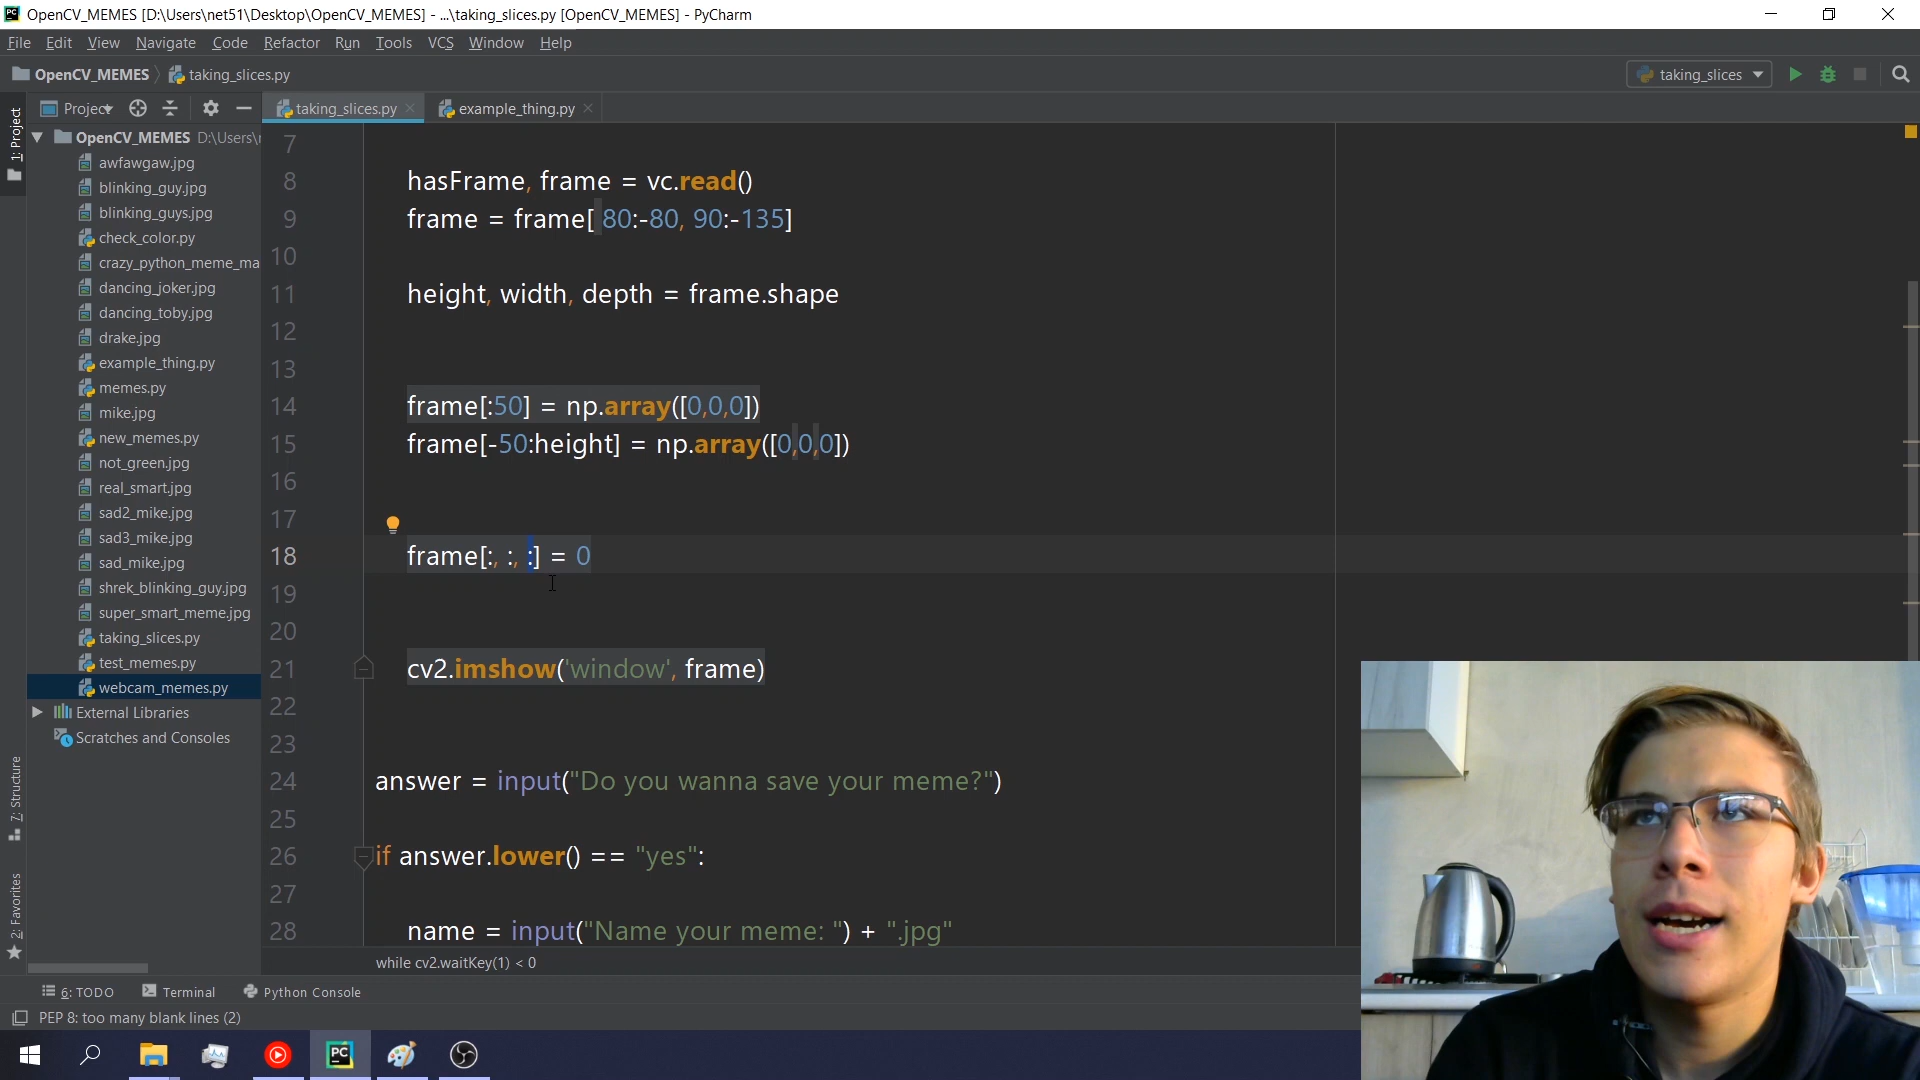 OpenCV_MEMES [D:\Users\net51\Desktop\OpenCV_MEMES] - ...\taking_slices.py [OpenCV_MEMES] - PyCharm
File Edit View Navigate Code Refactor Run Tools VCS Window Help
OpenCV_MEMES taking_slices.py taking_slices
Project taking_slices.py example_thing.py
1: Project
7: Structure
2: Favorites
OpenCV_MEMES D:\Users\
awfawgaw.jpg
blinking_guy.jpg
blinking_guys.jpg
check_color.py
crazy_python_meme_ma
dancing_joker.jpg
dancing_toby.jpg
drake.jpg
example_thing.py
memes.py
mike.jpg
new_memes.py
not_green.jpg
real_smart.jpg
sad2_mike.jpg
sad3_mike.jpg
sad_mike.jpg
shrek_blinking_guy.jpg
super_smart_meme.jpg
taking_slices.py
test_memes.py
webcam_memes.py
External Libraries
Scratches and Consoles
7
8 hasFrame, frame = vc.read()
9 frame = frame[ 80:-80, 90:-135]
10
11 height, width, depth = frame.shape
12
13
14 frame[:50] = np.array([0,0,0])
15 frame[-50:height] = np.array([0,0,0])
16
17
18 frame[:, :, :] = 0
19
20
21 cv2.imshow('window', frame)
22
23
24 answer = input("Do you wanna save your meme?")
25
26 if answer.lower() == "yes":
27
28 name = input("Name your meme: ") + ".jpg"
while cv2.waitKey(1) < 0
6: TODO Terminal Python Console
PEP 8: too many blank lines (2)
PC